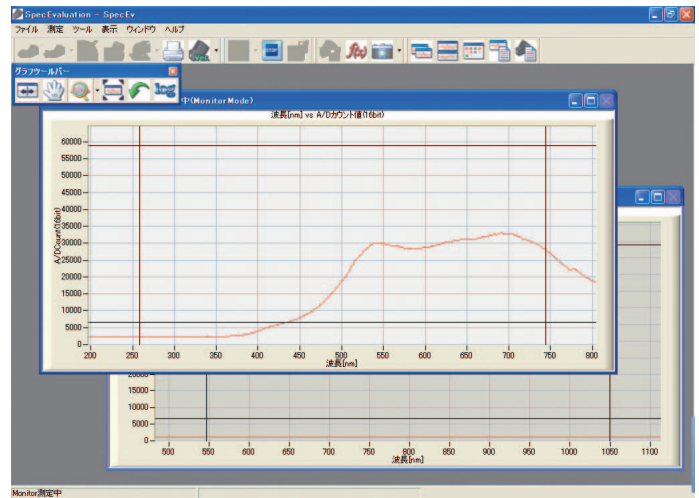 SpecEvaluation - SpecEv
ファイル 測定 ツール 表示 ウィンドウ ヘルプ
STOP
f(x)
グラフツールバー
log
中(MonitorMode)
波長[nm] vs A/Dカウント値(16bit)
60000
55000
50000
45000
40000
35000
30000
25000
20000
15000
10000
5000
0
A/DCount(16bit)
200 250 300 350 400 450 500 550 600 650 700 750 800
波長[nm]
20000
15000
10000
5000
0
500 550 600 650 700 750 800 850 900 950 1000 1050 1100
波長[nm]
Monitor測定中